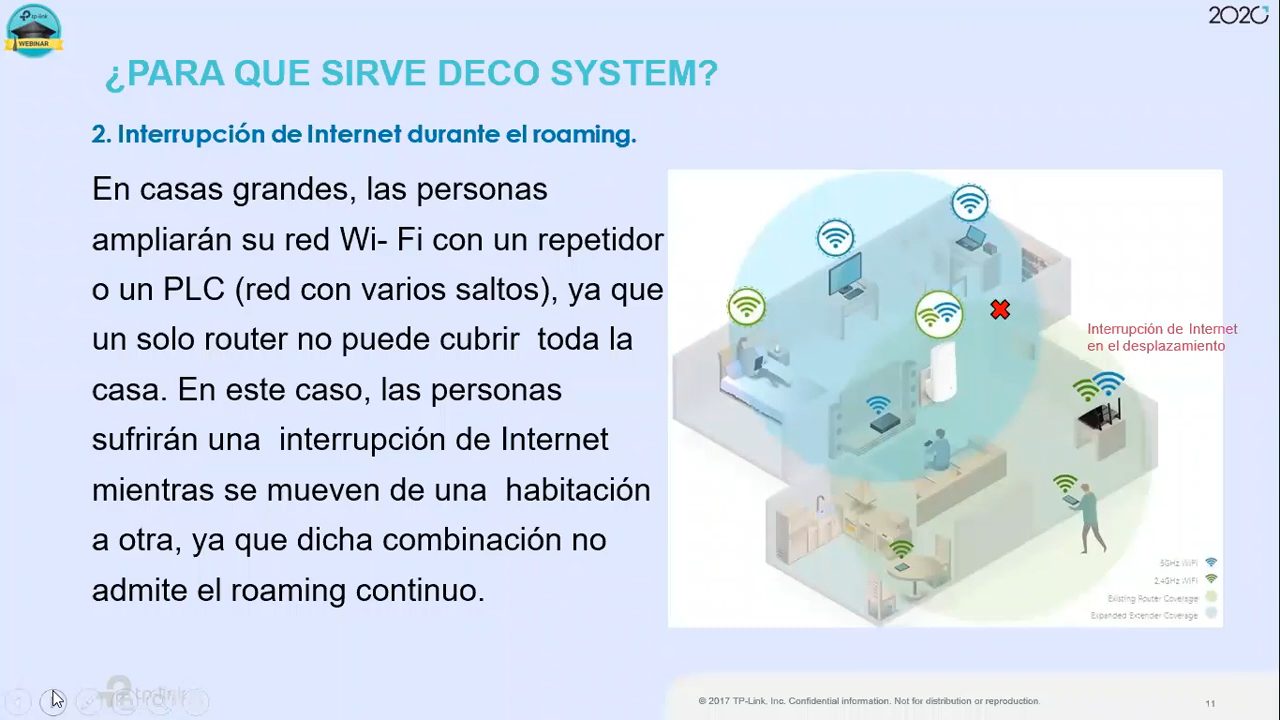 tp-link
WEBINAR
2020
¿PARA QUE SIRVE DECO SYSTEM?
2. Interrupción de Internet durante el roaming.
En casas grandes, las personas
ampliarán su red Wi- Fi con un repetidor
o un PLC (red con varios saltos), ya que
un solo router no puede cubrir toda la
casa. En este caso, las personas
sufrirán una interrupción de Internet
mientras se mueven de una habitación
a otra, ya que dicha combinación no
admite el roaming continuo.
Interrupción de Internet
en el desplazamiento
5GHz WiFi
2.4GHz WiFi
Existing Router Coverage
Expanded Extender Coverage
tp-link
© 2017 TP-Link, Inc. Confidential information. Not for distribution or reproduction.
11